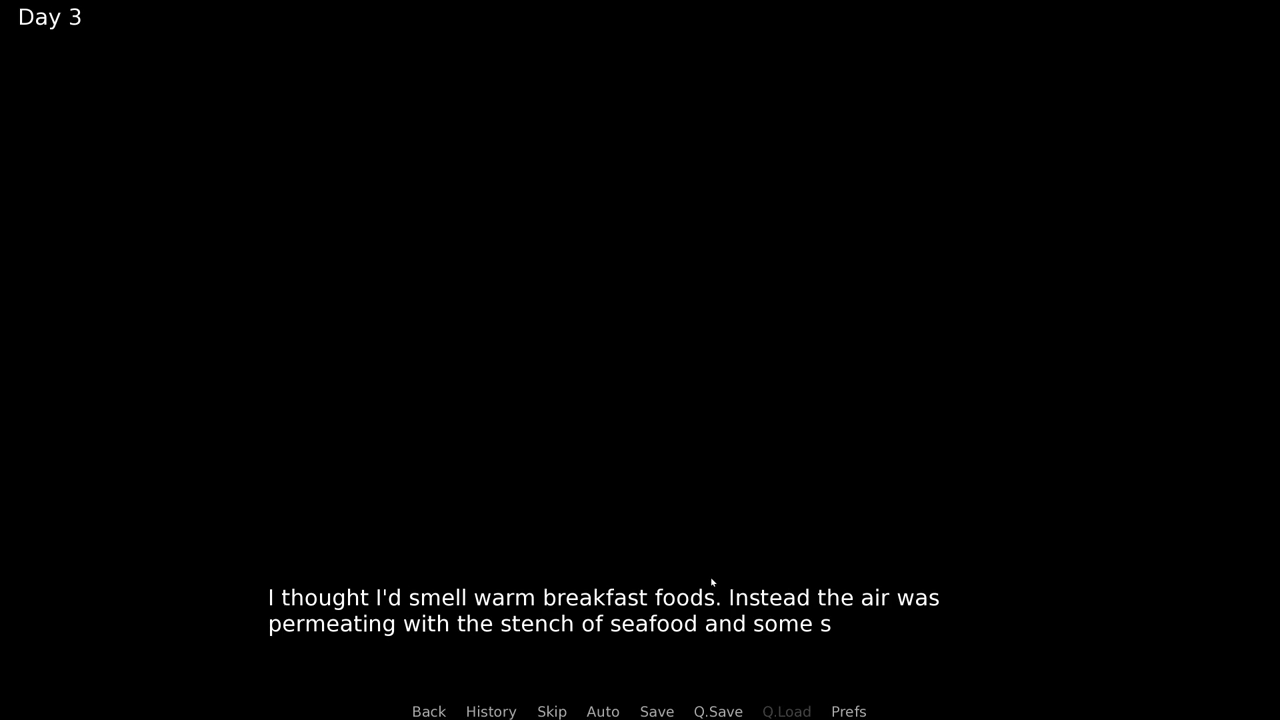 Day 3
I thought I'd smell warm breakfast foods. Instead the air was
permeating with the stench of seafood and some s
Back History Skip Auto Save Q.Save Q.Load Prefs